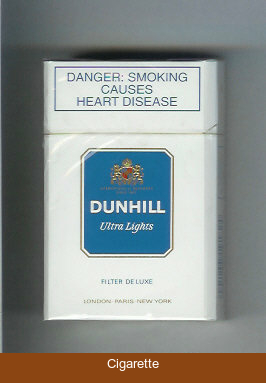 DANGER: SMOKING
CAUSES
HEART DISEASE
DUNHILL
Ultra Lights
FILTER DE LUXE
LONDON·PARIS·NEW YORK
Cigarette